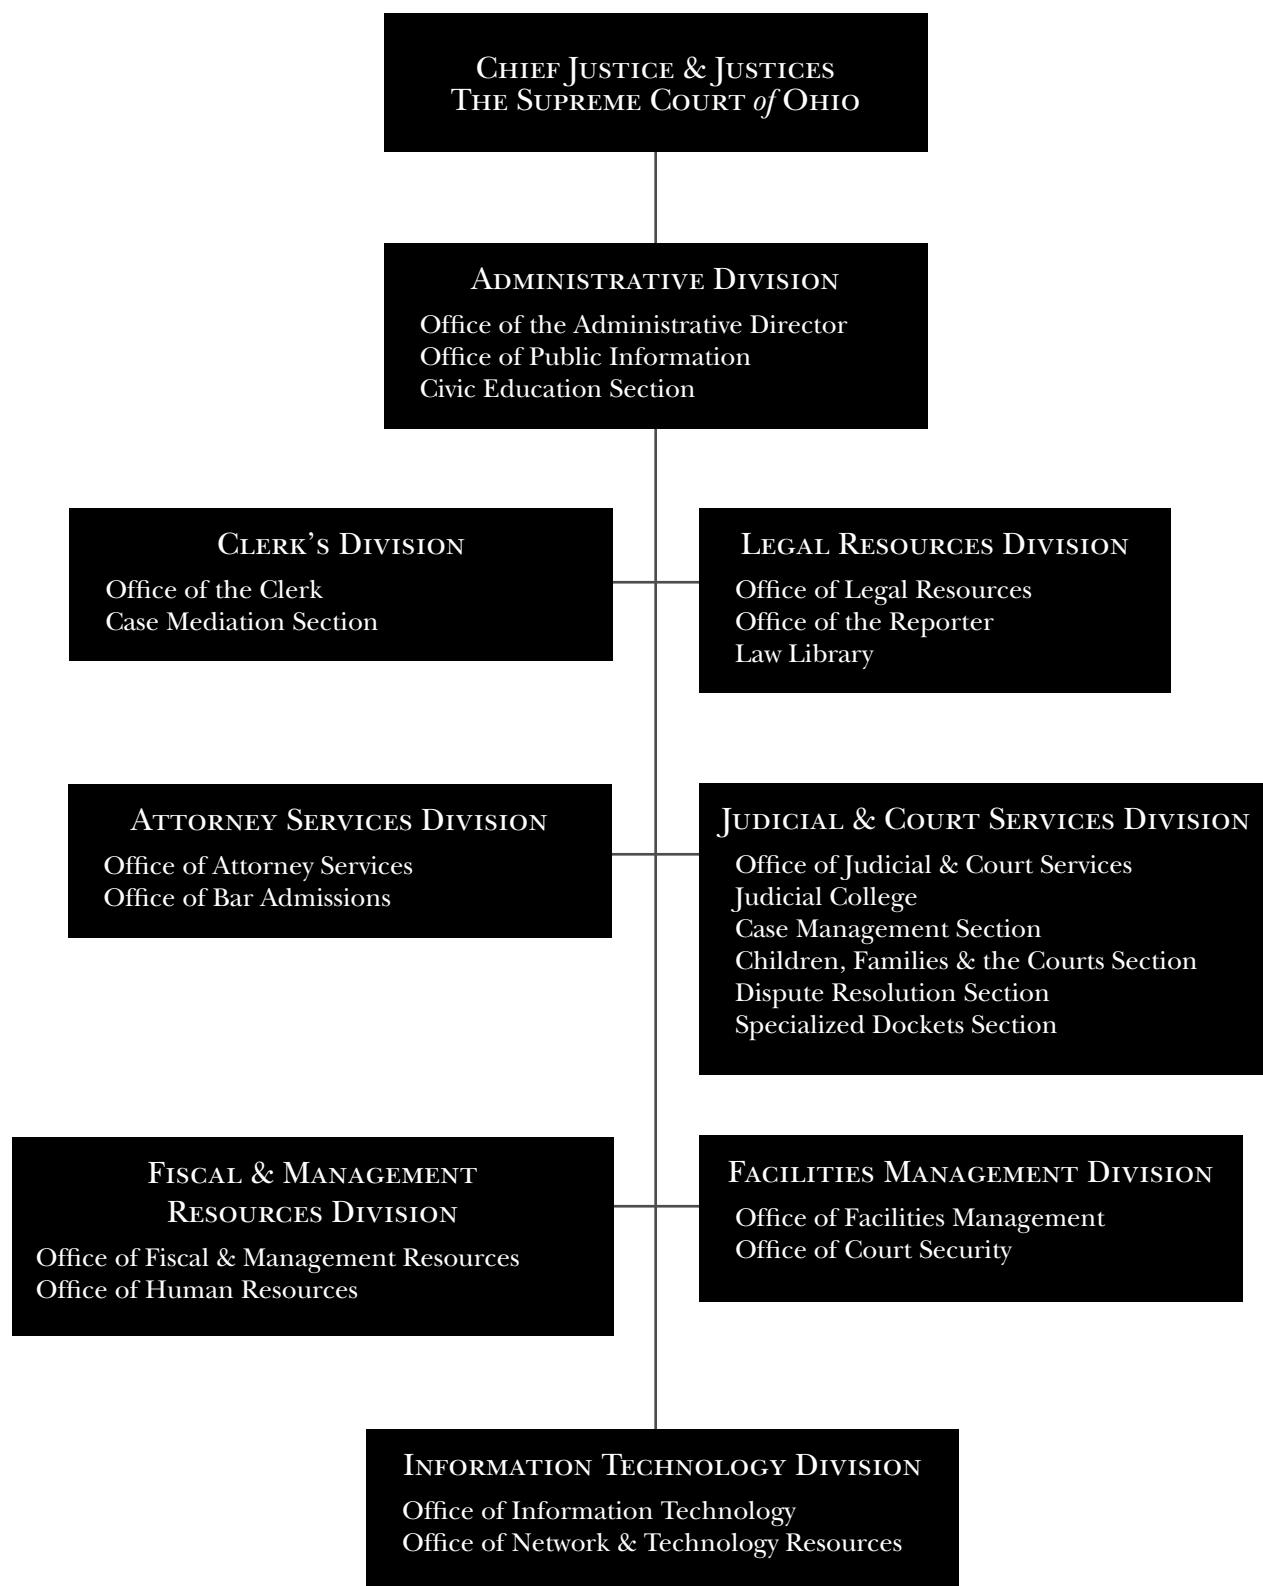 Chief Justice & Justices
The Supreme Court of Ohio
Administrative Division
Office of the Administrative Director
Office of Public Information
Civic Education Section
Clerk’s Division
Office of the Clerk
Case Mediation Section
Legal Resources Division
Office of Legal Resources
Office of the Reporter
Law Library
Attorney Services Division
Office of Attorney Services
Office of Bar Admissions
Judicial & Court Services Division
Office of Judicial & Court Services
Judicial College
Case Management Section
Children, Families & the Courts Section
Dispute Resolution Section
Specialized Dockets Section
Fiscal & Management
Resources Division
Office of Fiscal & Management Resources
Office of Human Resources
Facilities Management Division
Office of Facilities Management
Office of Court Security
Information Technology Division
Office of Information Technology
Office of Network & Technology Resources